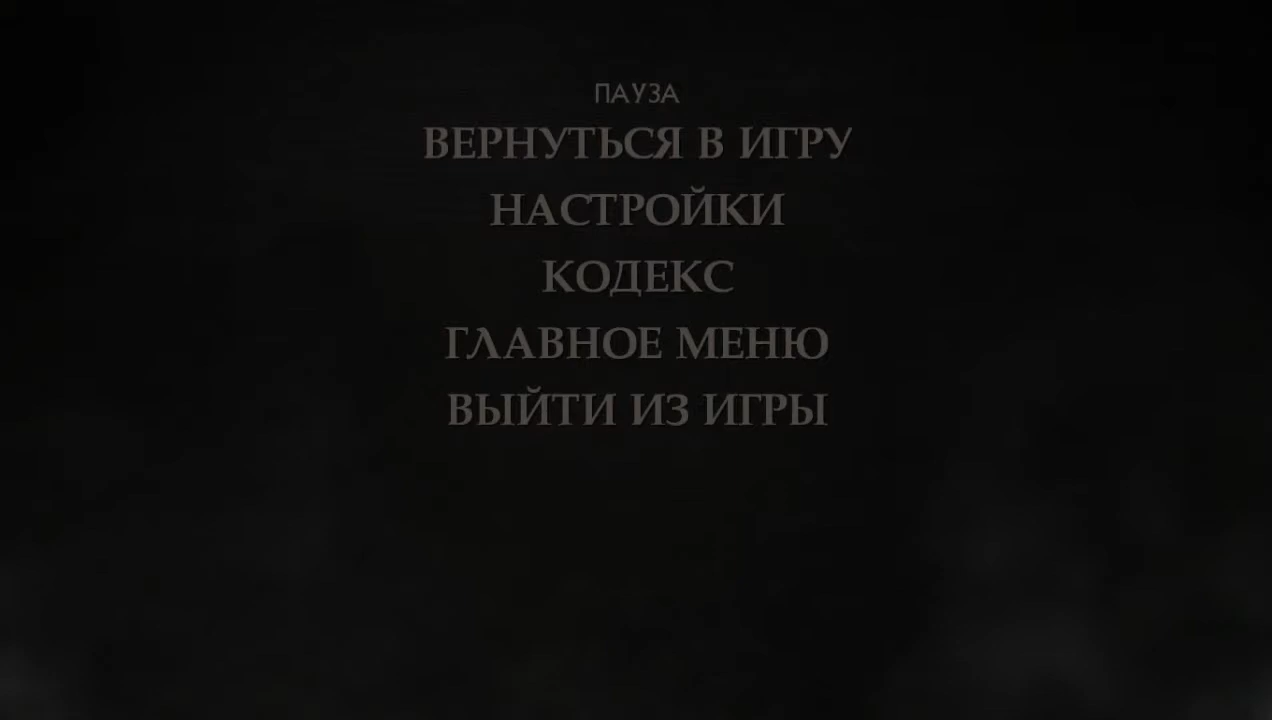 ПАУЗА
ВЕРНУТЬСЯ В ИГРУ
НАСТРОЙКИ
КОДЕКС
ГЛАВНОЕ МЕНЮ
ВЫЙТИ ИЗ ИГРЫ